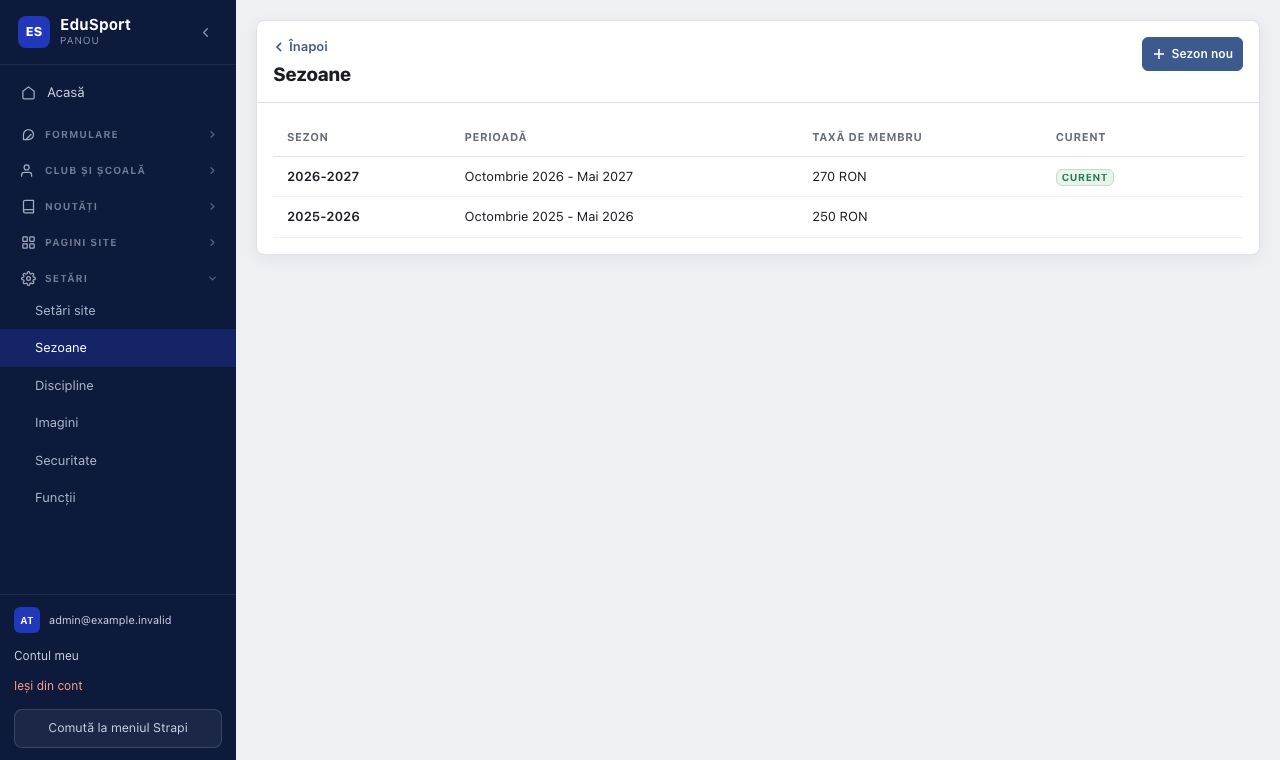 ES
EduSport
PANOU
Acasă
FORMULARE
CLUB ȘI ȘCOALĂ
NOUTĂȚI
PAGINI SITE
SETĂRI
Setări site
Sezoane
Discipline
Imagini
Securitate
Funcții
AT admin@example.invalid
Contul meu
Ieși din cont
Comută la meniul Strapi
Înapoi
Sezoane
Sezon nou
SEZON PERIOADĂ TAXĂ DE MEMBRU CURENT
2026-2027 Octombrie 2026 - Mai 2027 270 RON CURENT
2025-2026 Octombrie 2025 - Mai 2026 250 RON